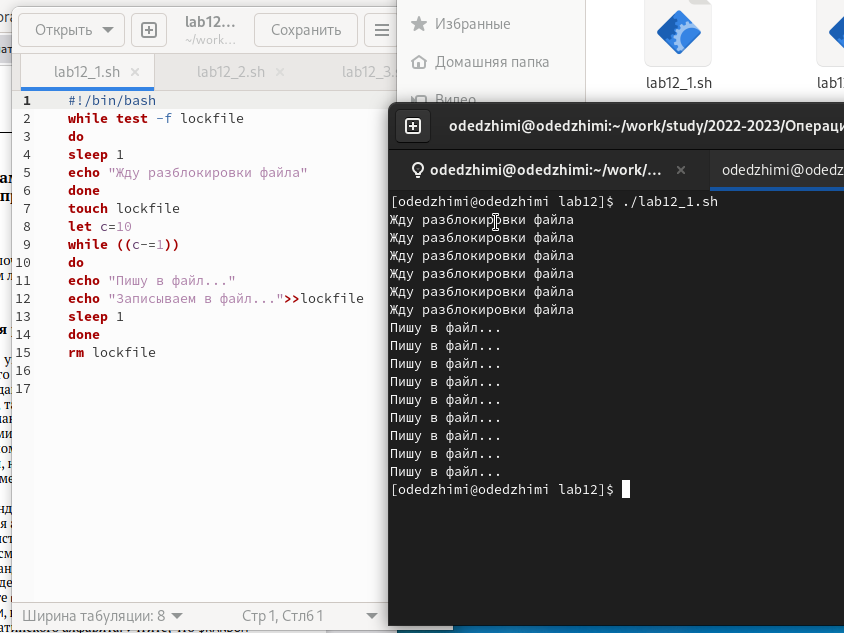 Открыть
lab12...
~/work...
Сохранить
lab12_1.sh
lab12_2.sh
lab12_3.
1 #!/bin/bash
2 while test -f lockfile
3 do
4 sleep 1
5 echo "Жду разблокировки файла"
6 done
7 touch lockfile
8 let c=10
9 while ((c-=1))
10 do
11 echo "Пишу в файл..."
12 echo "Записываем в файл...">>lockfile
13 sleep 1
14 done
15 rm lockfile
16
17
Ширина табуляции: 8
Стр 1, Стлб 1
Избранные
Домашняя папка
Видео
lab12_1.sh
lab12
odedzhimi@odedzhimi:~/work/study/2022-2023/Операци
odedzhimi@odedzhimi:~/work/...
odedzhimi@odedz
[odedzhimi@odedzhimi lab12]$ ./lab12_1.sh
Жду разблокировки файла
Жду разблокировки файла
Жду разблокировки файла
Жду разблокировки файла
Жду разблокировки файла
Жду разблокировки файла
Пишу в файл...
Пишу в файл...
Пишу в файл...
Пишу в файл...
Пишу в файл...
Пишу в файл...
Пишу в файл...
Пишу в файл...
Пишу в файл...
[odedzhimi@odedzhimi lab12]$